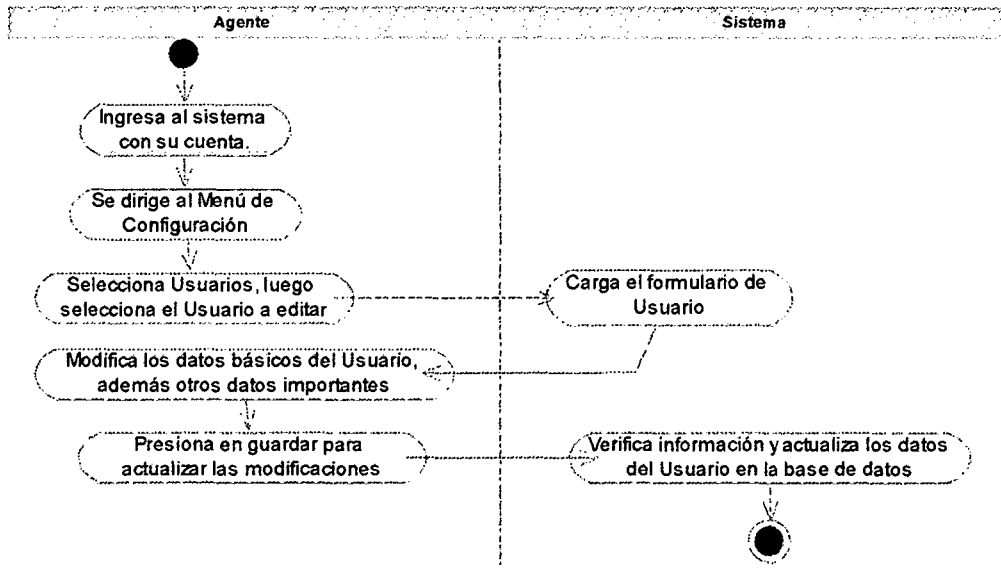 Agente
Sistema
Ingresa al sistema
con su cuenta.
Se dirige al Menú de
Configuración
Selecciona Usuarios, luego
selecciona el Usuario a editar
Carga el formulario de
Usuario
Modifica los datos básicos del Usuario,
además otros datos importantes
Presiona en guardar para
actualizar las modificaciones
Verifica información y actualiza los datos
del Usuario en la base de datos